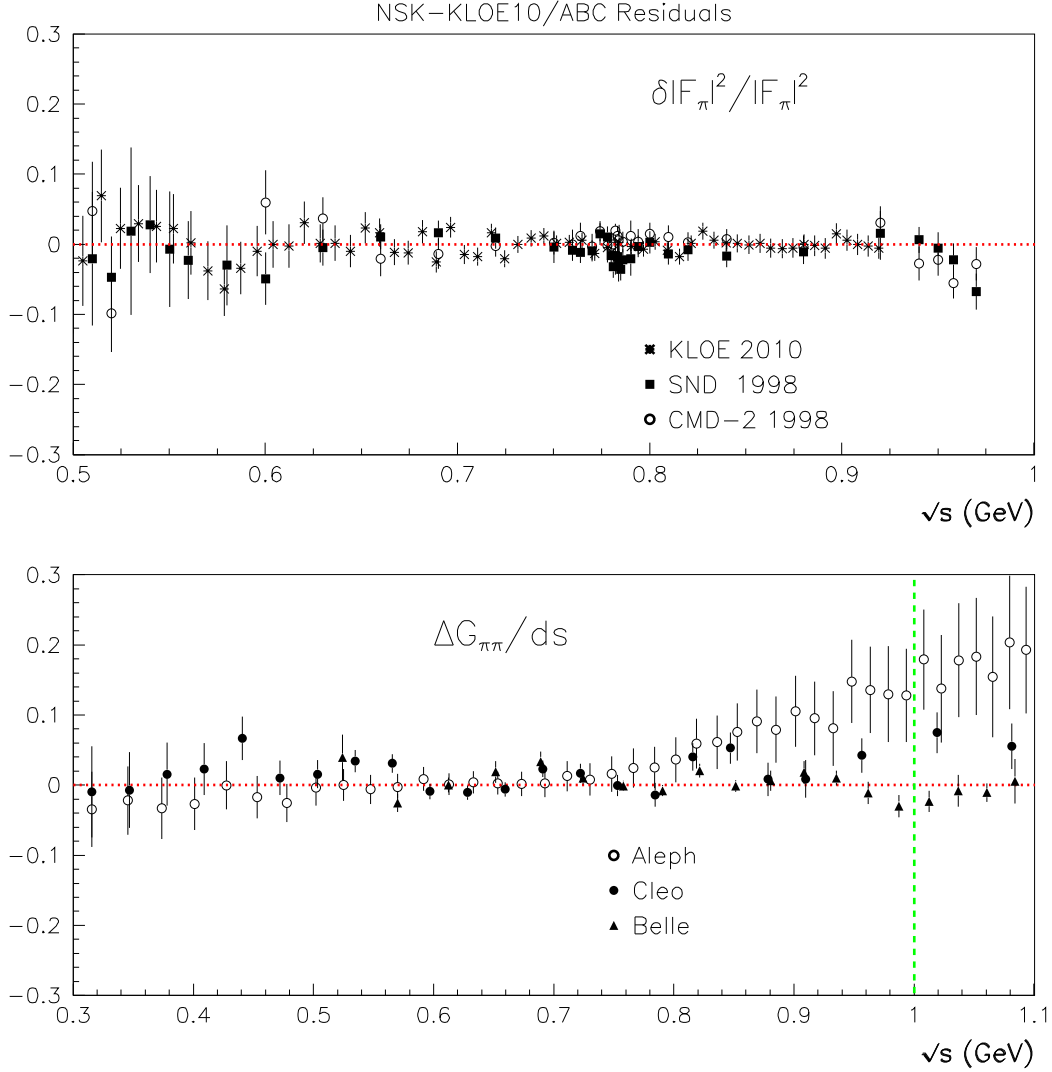 NSK-KLOE10/ABC Residuals
0.3
0.2
0.1
0
-0.1
-0.2
-0.3
δ|Fπ|²/|Fπ|²
KLOE 2010
SND 1998
CMD-2 1998
0.5 0.6 0.7 0.8 0.9 1
√s (GeV)
0.3
0.2
0.1
0
-0.1
-0.2
-0.3
ΔGππ/ds
Aleph
Cleo
Belle
0.3 0.4 0.5 0.6 0.7 0.8 0.9 1 1.1
√s (GeV)